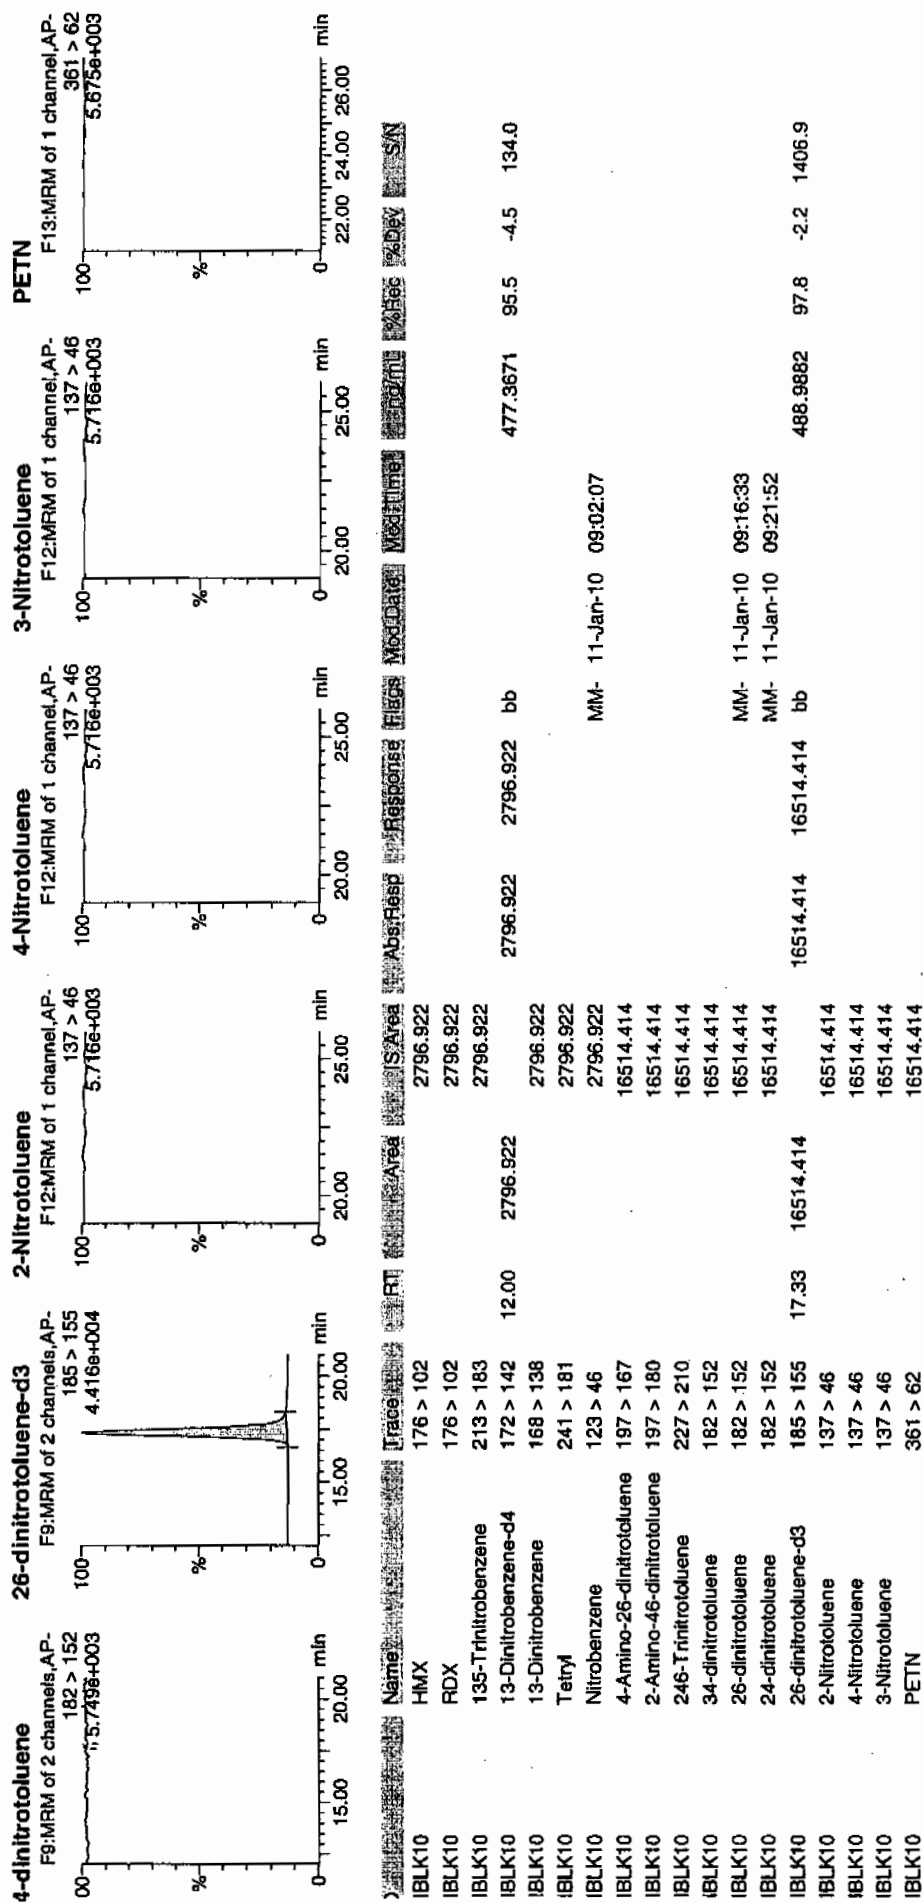 4-dinitrotoluene
F9:MRM of 2 channels,AP-
182 > 152
5.749e+003
00
%
0
15.00 20.00 min
26-dinitrotoluene-d3
F9:MRM of 2 channels,AP-
185 > 155
4.416e+004
100
%
0
15.00 20.00 min
2-Nitrotoluene
F12:MRM of 1 channel,AP-
137 > 46
5.716e+003
100
%
0
20.00 25.00 min
4-Nitrotoluene
F12:MRM of 1 channel,AP-
137 > 46
5.716e+003
100
%
0
20.00 25.00 min
3-Nitrotoluene
F12:MRM of 1 channel,AP-
137 > 46
5.716e+003
100
%
0
20.00 25.00 min
PETN
F13:MRM of 1 channel,AP-
361 > 62
5.675e+003
100
%
0
22.00 24.00 26.00 min
Name Trace RT Area IS Area Abs.Resp Response Flags Mod.Date Mod.Time ng/mL %Rec %Dev S/N
IBLK10 HMX 176 > 102 2796.922
IBLK10 RDX 176 > 102 2796.922
IBLK10 135-Trinitrobenzene 213 > 183 2796.922
IBLK10 13-Dinitrobenzene-d4 172 > 142 12.00 2796.922 2796.922 2796.922 bb 477.3671 95.5 -4.5 134.0
IBLK10 13-Dinitrobenzene 168 > 138 2796.922
IBLK10 Tetryl 241 > 181 2796.922
IBLK10 Nitrobenzene 123 > 46 2796.922 MM- 11-Jan-10 09:02:07
IBLK10 4-Amino-26-dinitrotoluene 197 > 167 16514.414
IBLK10 2-Amino-46-dinitrotoluene 197 > 180 16514.414
IBLK10 246-Trinitrotoluene 227 > 210 16514.414
IBLK10 34-dinitrotoluene 182 > 152 16514.414
IBLK10 26-dinitrotoluene 182 > 152 16514.414 MM- 11-Jan-10 09:16:33
IBLK10 24-dinitrotoluene 182 > 152 16514.414 MM- 11-Jan-10 09:21:52
IBLK10 26-dinitrotoluene-d3 185 > 155 17.33 16514.414 16514.414 16514.414 bb 488.9882 97.8 -2.2 1406.9
IBLK10 2-Nitrotoluene 137 > 46 16514.414
IBLK10 4-Nitrotoluene 137 > 46 16514.414
IBLK10 3-Nitrotoluene 137 > 46 16514.414
IBLK10 PETN 361 > 62 16514.414